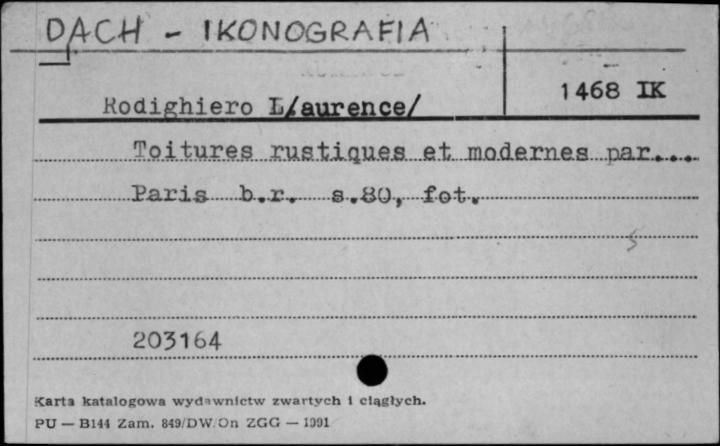 DACH - IKONOGRAFIA
1468 IK
Rodighiero L/aurence/
Toitures rustiques et modernes par....
Paris b.r. s.80, fot.
203164
Karta katalogowa wydawnictw zwartych i ciągłych.
PU — B144 Zam. 849/DW/On ZGG — 1991